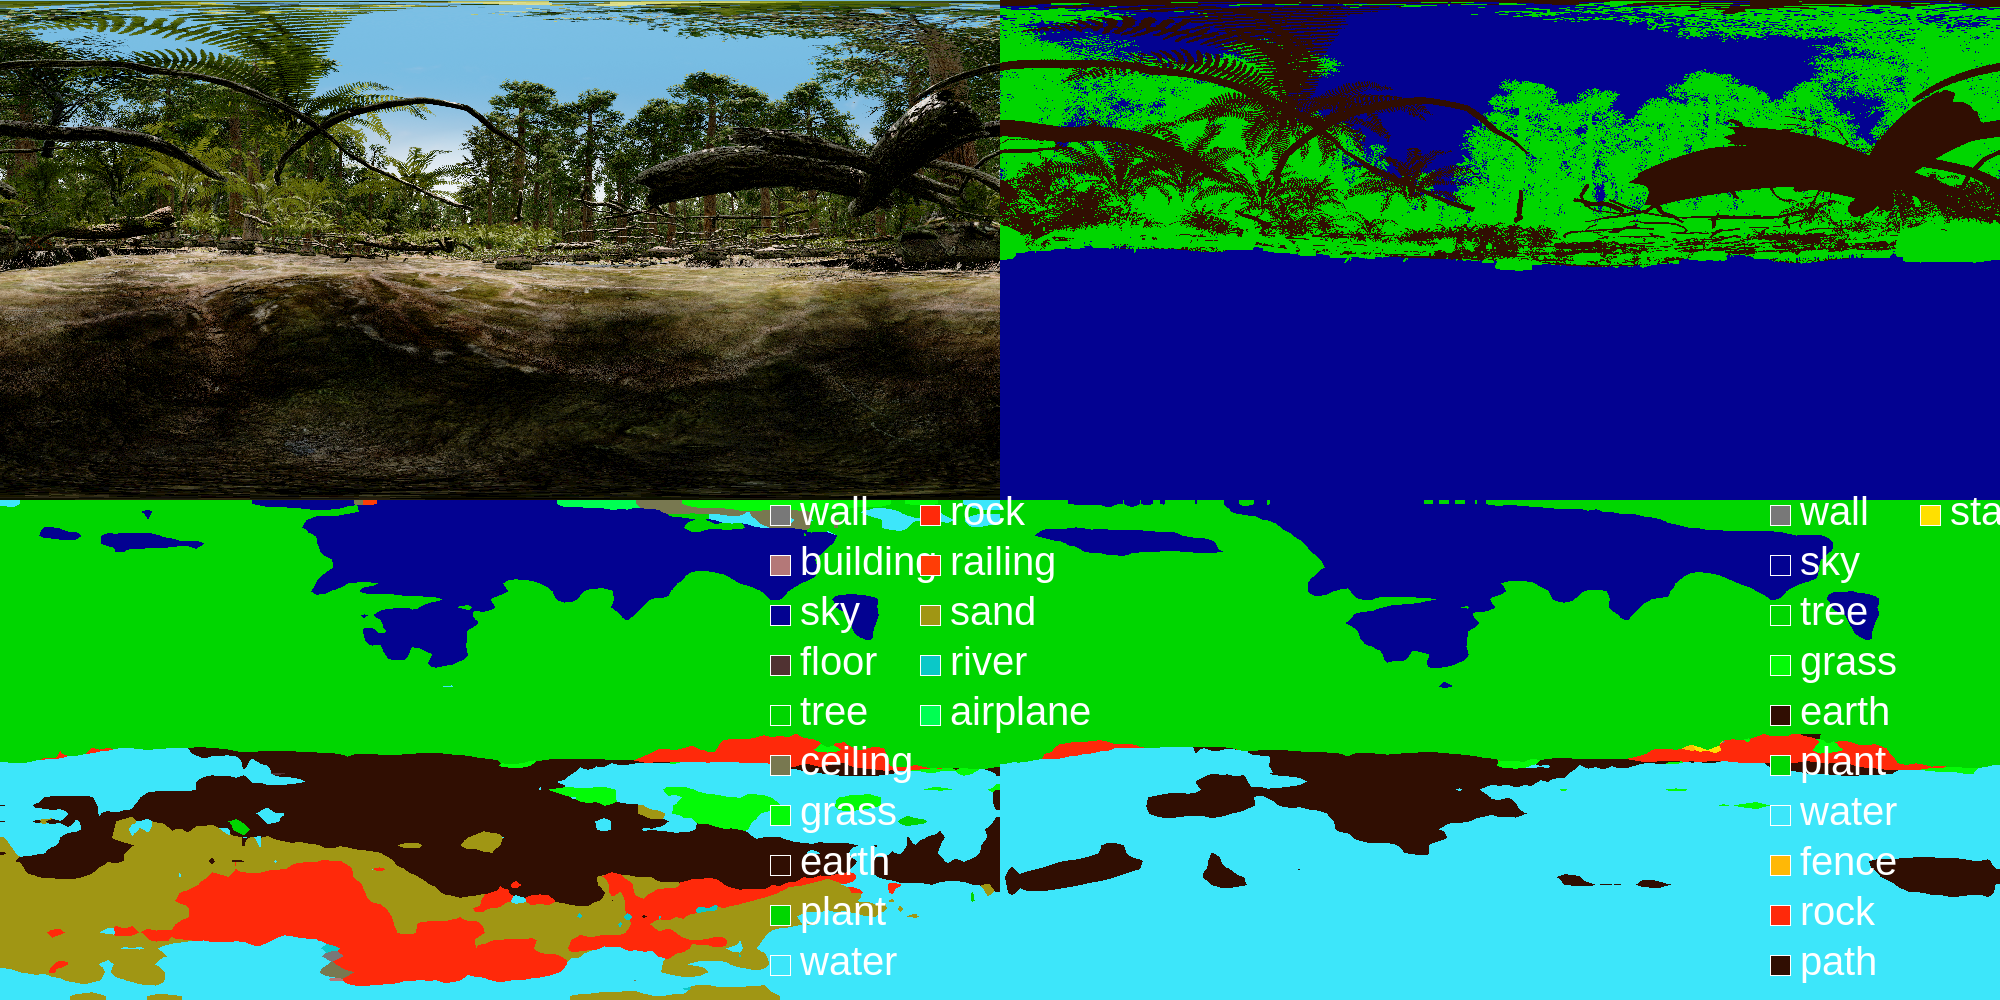 wall rock
building railing
sky sand
floor river
tree airplane
ceiling
grass
earth
plant
water
wall sta
sky
tree
grass
earth
plant
water
fence
rock
path